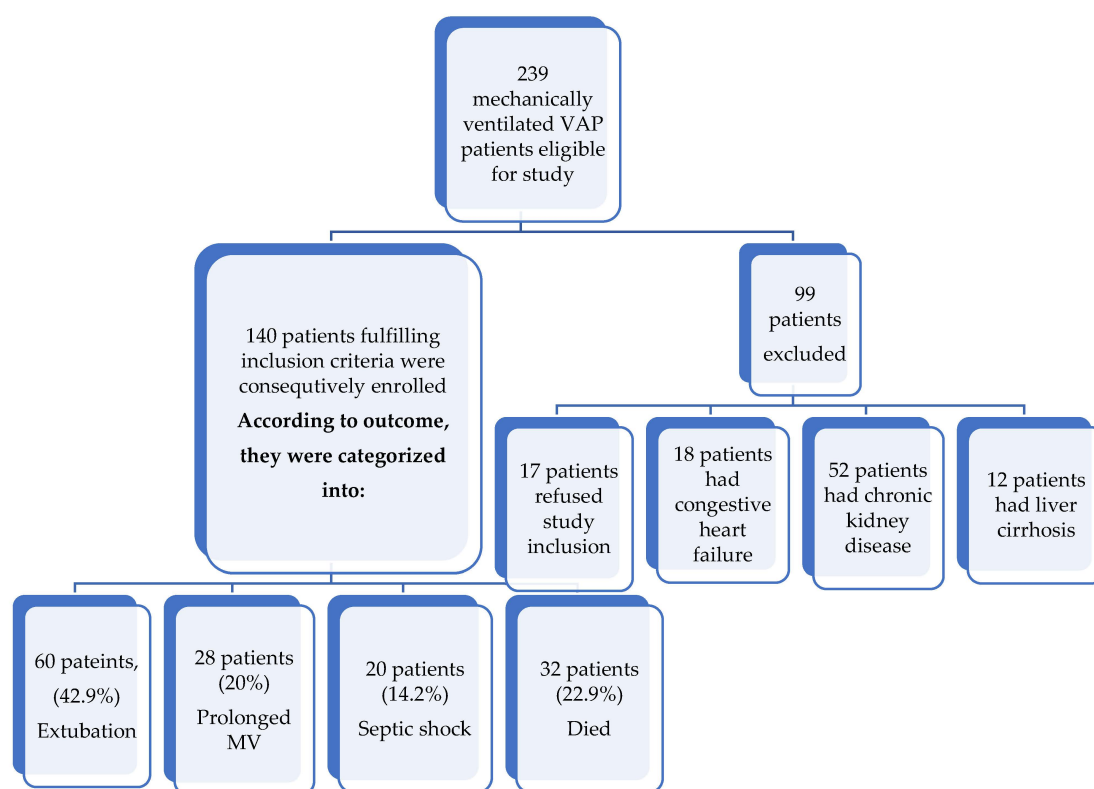 239
mechanically
ventilated VAP
patients eligible
for study
140 patients fulfilling
inclusion criteria were
consequtively enrolled
According to outcome,
they were categorized
into:
99
patients
excluded
17 patients
refused
study
inclusion
18 patients
had
congestive
heart
failure
52 patients
had chronic
kidney
disease
12 patients
had liver
cirrhosis
60 pateints,
(42.9%)
Extubation
28 patients
(20%)
Prolonged
MV
20 patients
(14.2%)
Septic shock
32 patients
(22.9%)
Died